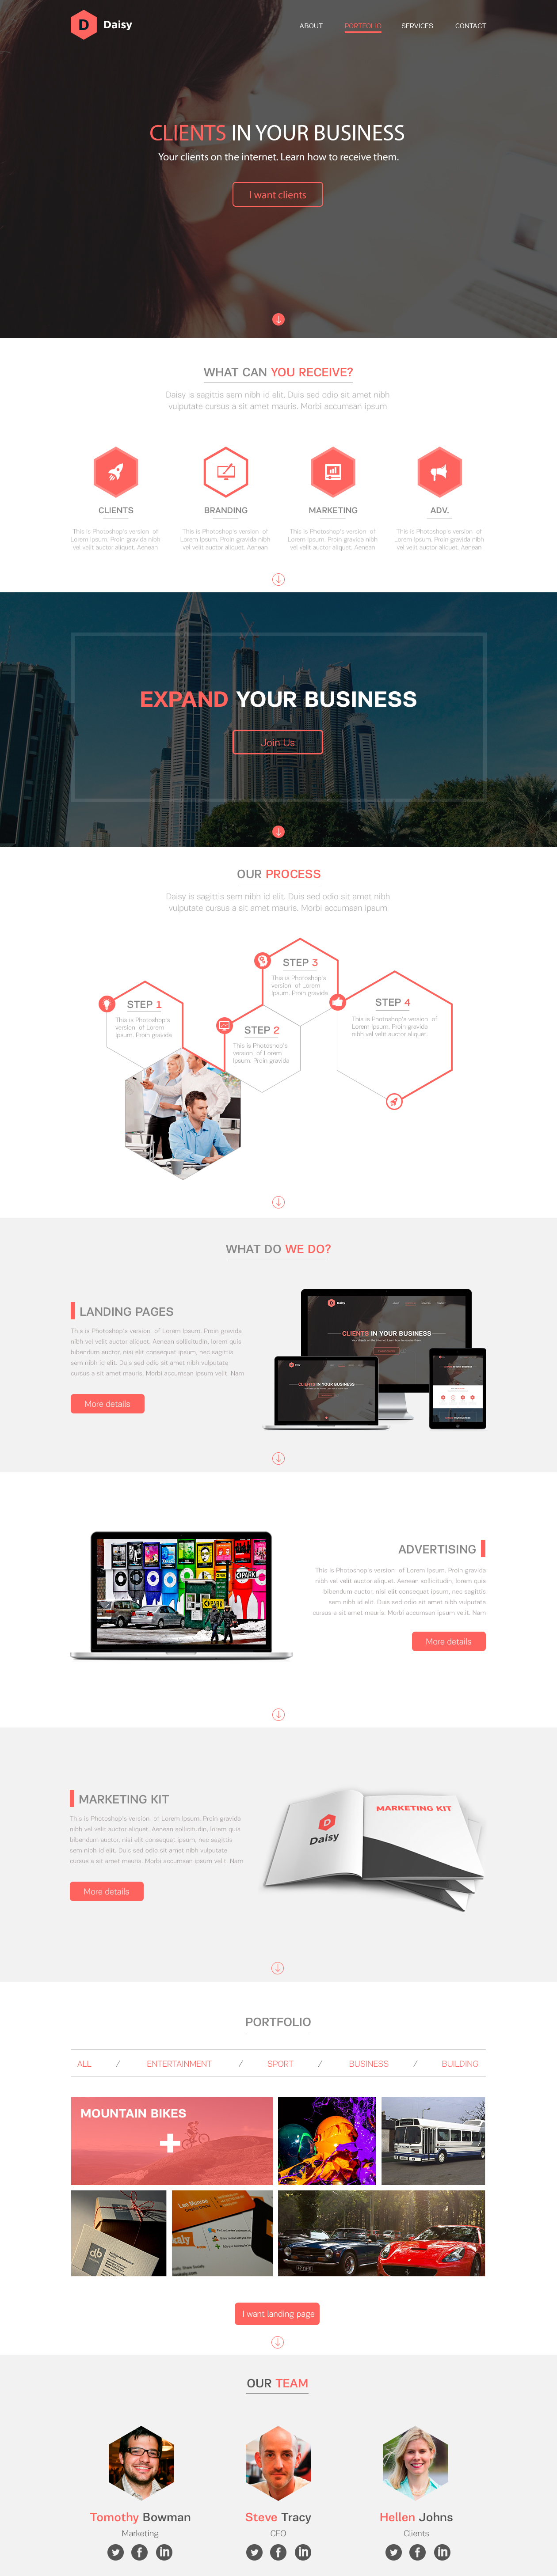 D Daisy
ABOUT PORTFOLIO SERVICES CONTACT
CLIENTS IN YOUR BUSINESS
Your clients on the internet. Learn how to receive them.
I want clients
WHAT CAN YOU RECEIVE?
Daisy is sagittis sem nibh id elit. Duis sed odio sit amet nibh
vulputate cursus a sit amet mauris. Morbi accumsan ipsum
CLIENTS
This is Photoshop's version of
Lorem Ipsum. Proin gravida nibh
vel velit auctor aliquet. Aenean
BRANDING
This is Photoshop's version of
Lorem Ipsum. Proin gravida nibh
vel velit auctor aliquet. Aenean
MARKETING
This is Photoshop's version of
Lorem Ipsum. Proin gravida nibh
vel velit auctor aliquet. Aenean
ADV.
This is Photoshop's version of
Lorem Ipsum. Proin gravida nibh
vel velit auctor aliquet. Aenean
EXPAND YOUR BUSINESS
Join Us
OUR PROCESS
Daisy is sagittis sem nibh id elit. Duis sed odio sit amet nibh
vulputate cursus a sit amet mauris. Morbi accumsan ipsum
STEP 1
This is Photoshop's
version of Lorem
Ipsum. Proin gravida
STEP 2
This is Photoshop's
version of Lorem
Ipsum. Proin gravida
STEP 3
This is Photoshop's
version of Lorem
Ipsum. Proin gravida
STEP 4
This is Photoshop's version of
Lorem Ipsum. Proin gravida
nibh vel velit auctor aliquet.
WHAT DO WE DO?
LANDING PAGES
This is Photoshop's version of Lorem Ipsum. Proin gravida
nibh vel velit auctor aliquet. Aenean sollicitudin, lorem quis
bibendum auctor, nisi elit consequat ipsum, nec sagittis
sem nibh id elit. Duis sed odio sit amet nibh vulputate
cursus a sit amet mauris. Morbi accumsan ipsum velit. Nam
More details
Daisy
CLIENTS IN YOUR BUSINESS
CLIENTS IN YOUR BUSINESS
ADVERTISING
This is Photoshop's version of Lorem Ipsum. Proin gravida
nibh vel velit auctor aliquet. Aenean sollicitudin, lorem quis
bibendum auctor, nisi elit consequat ipsum, nec sagittis
sem nibh id elit. Duis sed odio sit amet nibh vulputate
cursus a sit amet mauris. Morbi accumsan ipsum velit. Nam
More details
PARK
MARKETING KIT
This is Photoshop's version of Lorem Ipsum. Proin gravida
nibh vel velit auctor aliquet. Aenean sollicitudin, lorem quis
bibendum auctor, nisi elit consequat ipsum, nec sagittis
sem nibh id elit. Duis sed odio sit amet nibh vulputate
cursus a sit amet mauris. Morbi accumsan ipsum velit. Nam
More details
D
Daisy
MARKETING KIT
PORTFOLIO
ALL / ENTERTAINMENT / SPORT / BUSINESS / BUILDING
MOUNTAIN BIKES
db
Lee Munroe
I want landing page
OUR TEAM
Tomothy Bowman
Marketing
Steve Tracy
CEO
Hellen Johns
Clients